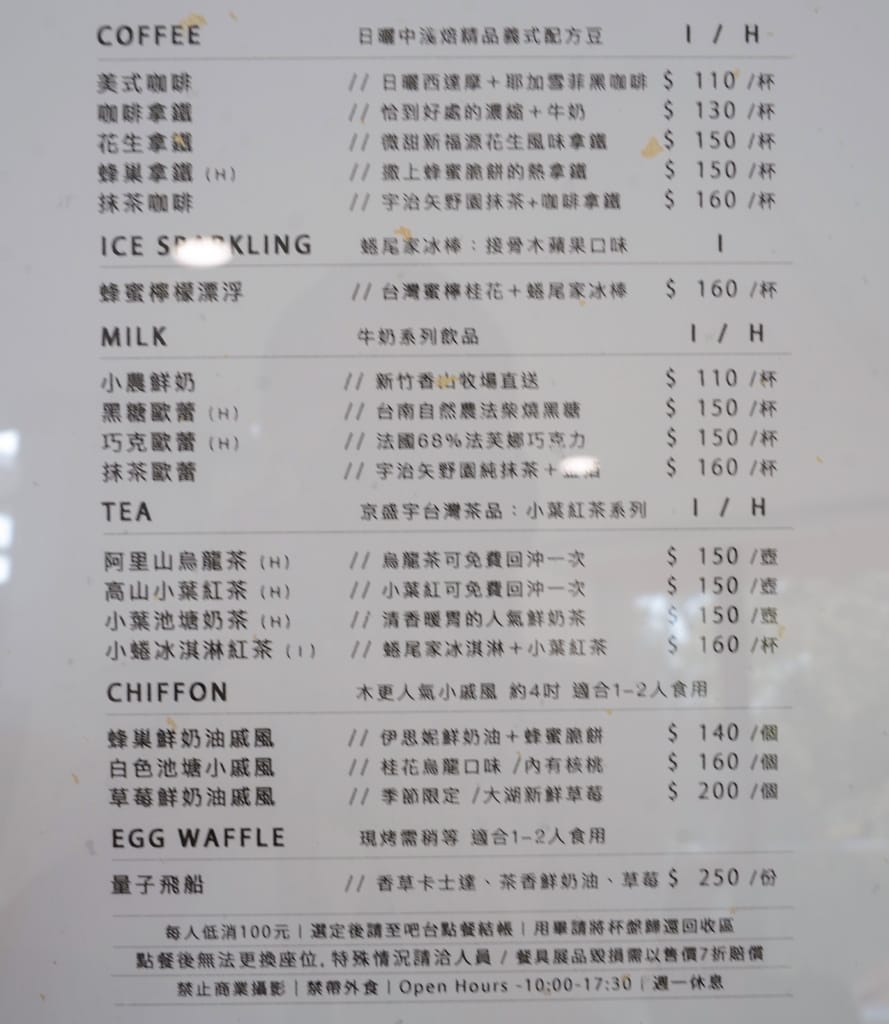 COFFEE 日曬中淺焙精品義式配方豆 I / H
美式咖啡 // 日曬西達摩+耶加雪菲黑咖啡 $ 110 /杯
咖啡拿鐵 // 恰到好處的濃縮+牛奶 $ 130 /杯
花生拿鐵 // 微甜新福源花生風味拿鐵 $ 150 /杯
蜂巢拿鐵 (H) // 撒上蜂蜜脆餅的熱拿鐵 $ 150 /杯
抹茶咖啡 // 宇治矢野園抹茶+咖啡拿鐵 $ 160 /杯
ICE SPARKLING 蜷尾家冰棒：接骨木蘋果口味 I
蜂蜜檸檬漂浮 // 台灣蜜檸桂花+蜷尾家冰棒 $ 160 /杯
MILK 牛奶系列飲品 I / H
小農鮮奶 // 新竹香山牧場直送 $ 110 /杯
黑糖歐蕾 (H) // 台南自然農法柴燒黑糖 $ 150 /杯
巧克歐蕾 (H) // 法國68%法芙娜巧克力 $ 150 /杯
抹茶歐蕾 // 宇治矢野園純抹茶+ $ 160 /杯
TEA 京盛宇台灣茶品：小葉紅茶系列 I / H
阿里山烏龍茶 (H) // 烏龍茶可免費回沖一次 $ 150 /壺
高山小葉紅茶 (H) // 小葉紅可免費回沖一次 $ 150 /壺
小葉池塘奶茶 (H) // 清香暖胃的人氣鮮奶茶 $ 150 /壺
小蜷冰淇淋紅茶 (I) // 蜷尾家冰淇淋+小葉紅茶 $ 160 /杯
CHIFFON 木更人氣小戚風 約4吋 適合1-2人食用
蜂巢鮮奶油戚風 // 伊思妮鮮奶油+蜂蜜脆餅 $ 140 /個
白色池塘小戚風 // 桂花烏龍口味 /內有核桃 $ 160 /個
草莓鮮奶油戚風 // 季節限定 /大湖新鮮草莓 $ 200 /個
EGG WAFFLE 現烤需稍等 適合1-2人食用
量子飛船 // 香草卡士達、茶香鮮奶油、草莓 $ 250 /份
每人低消100元 | 選定後請至吧台點餐結帳 | 用畢請將杯盤歸還回收區
點餐後無法更換座位, 特殊情況請洽人員 / 餐具展品毀損需以售價7折賠償
禁止商業攝影 | 禁帶外食 | Open Hours -10:00-17:30 | 週一休息